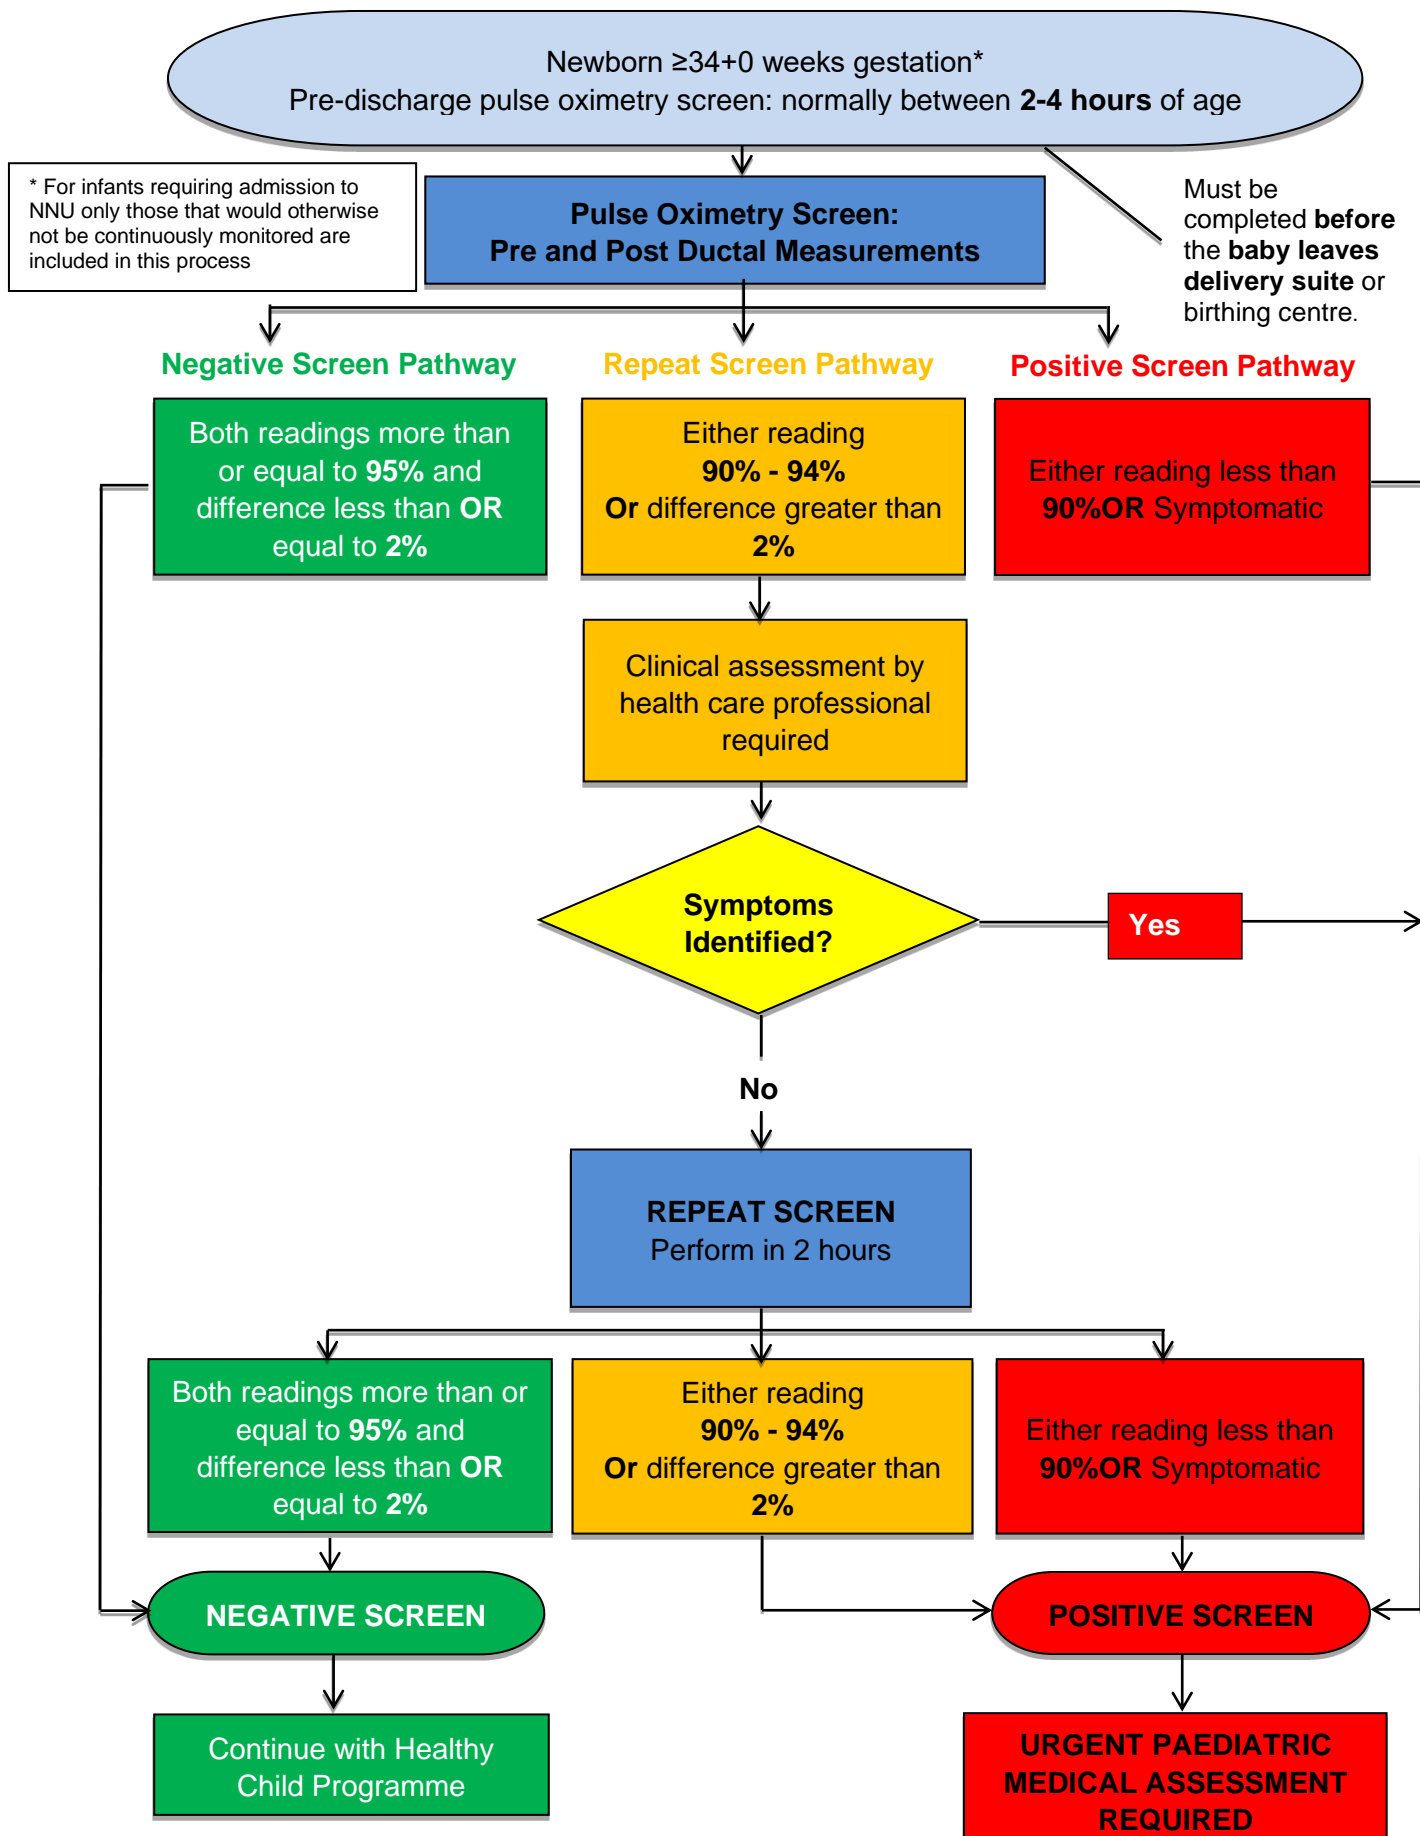 Newborn ≥34+0 weeks gestation*
Pre-discharge pulse oximetry screen: normally between 2-4 hours of age
* For infants requiring admission to
NNU only those that would otherwise
not be continuously monitored are
included in this process
Pulse Oximetry Screen:
Pre and Post Ductal Measurements
Must be
completed before
the baby leaves
delivery suite or
birthing centre.
Negative Screen Pathway
Repeat Screen Pathway
Positive Screen Pathway
Both readings more than
or equal to 95% and
difference less than OR
equal to 2%
Either reading
90% - 94%
Or difference greater than
2%
Either reading less than
90%OR Symptomatic
Clinical assessment by
health care professional
required
Symptoms
Identified?
Yes
No
REPEAT SCREEN
Perform in 2 hours
Both readings more than or
equal to 95% and
difference less than OR
equal to 2%
Either reading
90% - 94%
Or difference greater than
2%
Either reading less than
90%OR Symptomatic
NEGATIVE SCREEN
POSITIVE SCREEN
Continue with Healthy
Child Programme
URGENT PAEDIATRIC
MEDICAL ASSESSMENT
REQUIRED